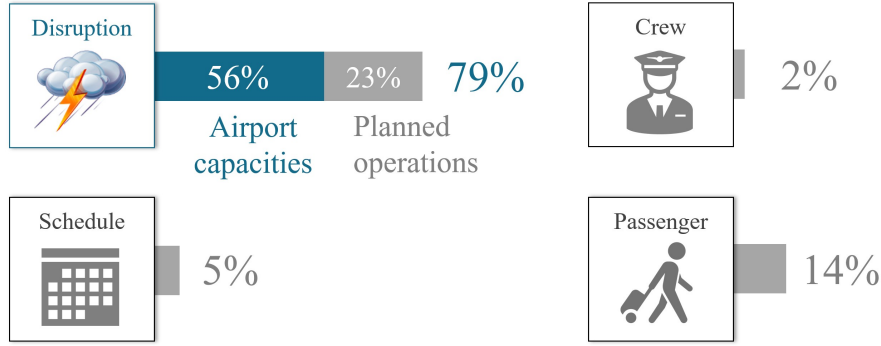 Disruption
56%
23%
79%
Airport
capacities
Planned
operations
Crew
2%
Schedule
5%
Passenger
14%